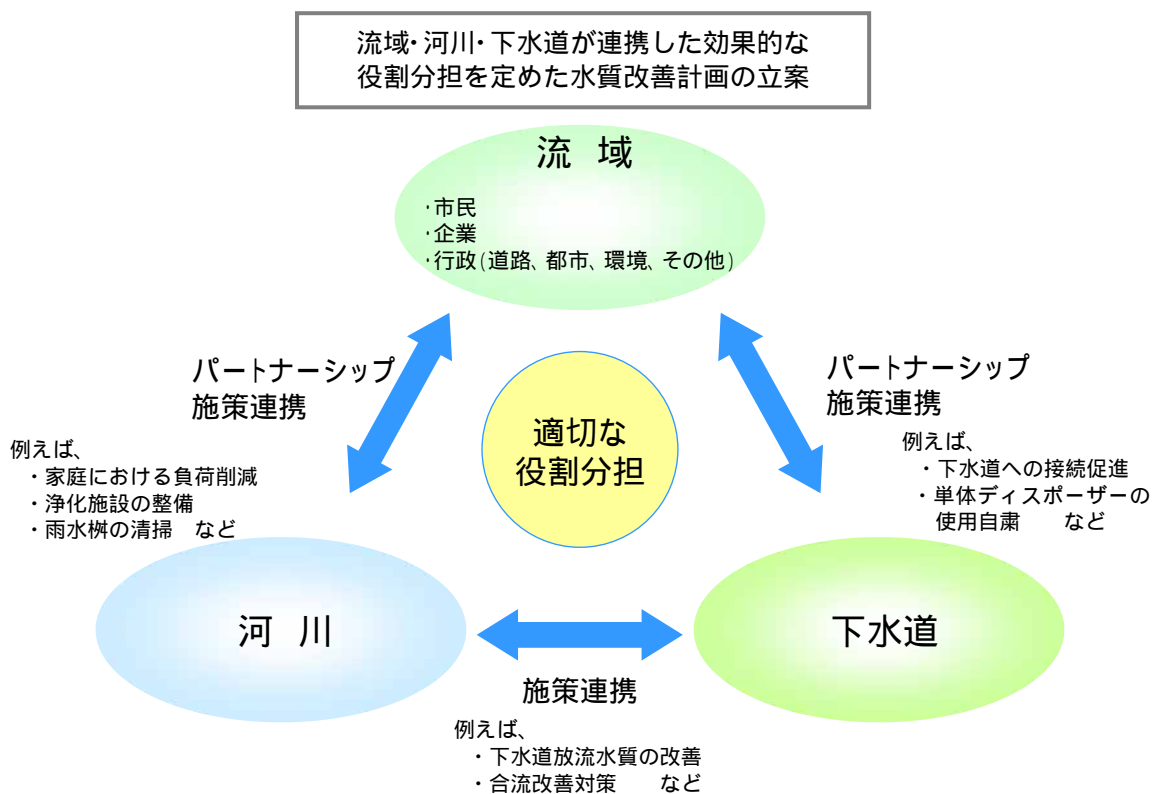 流域・河川・下水道が連携した効果的な
役割分担を定めた水質改善計画の立案
流 域
・市民
・企業
・行政(道路、都市、環境、その他)
パートナーシップ
施策連携
例えば、
・家庭における負荷削減
・浄化施設の整備
・雨水桝の清掃 など
適切な
役割分担
パートナーシップ
施策連携
例えば、
・下水道への接続促進
・単体ディスポーザーの
使用自粛 など
河 川
下水道
施策連携
例えば、
・下水道放流水質の改善
・合流改善対策 など